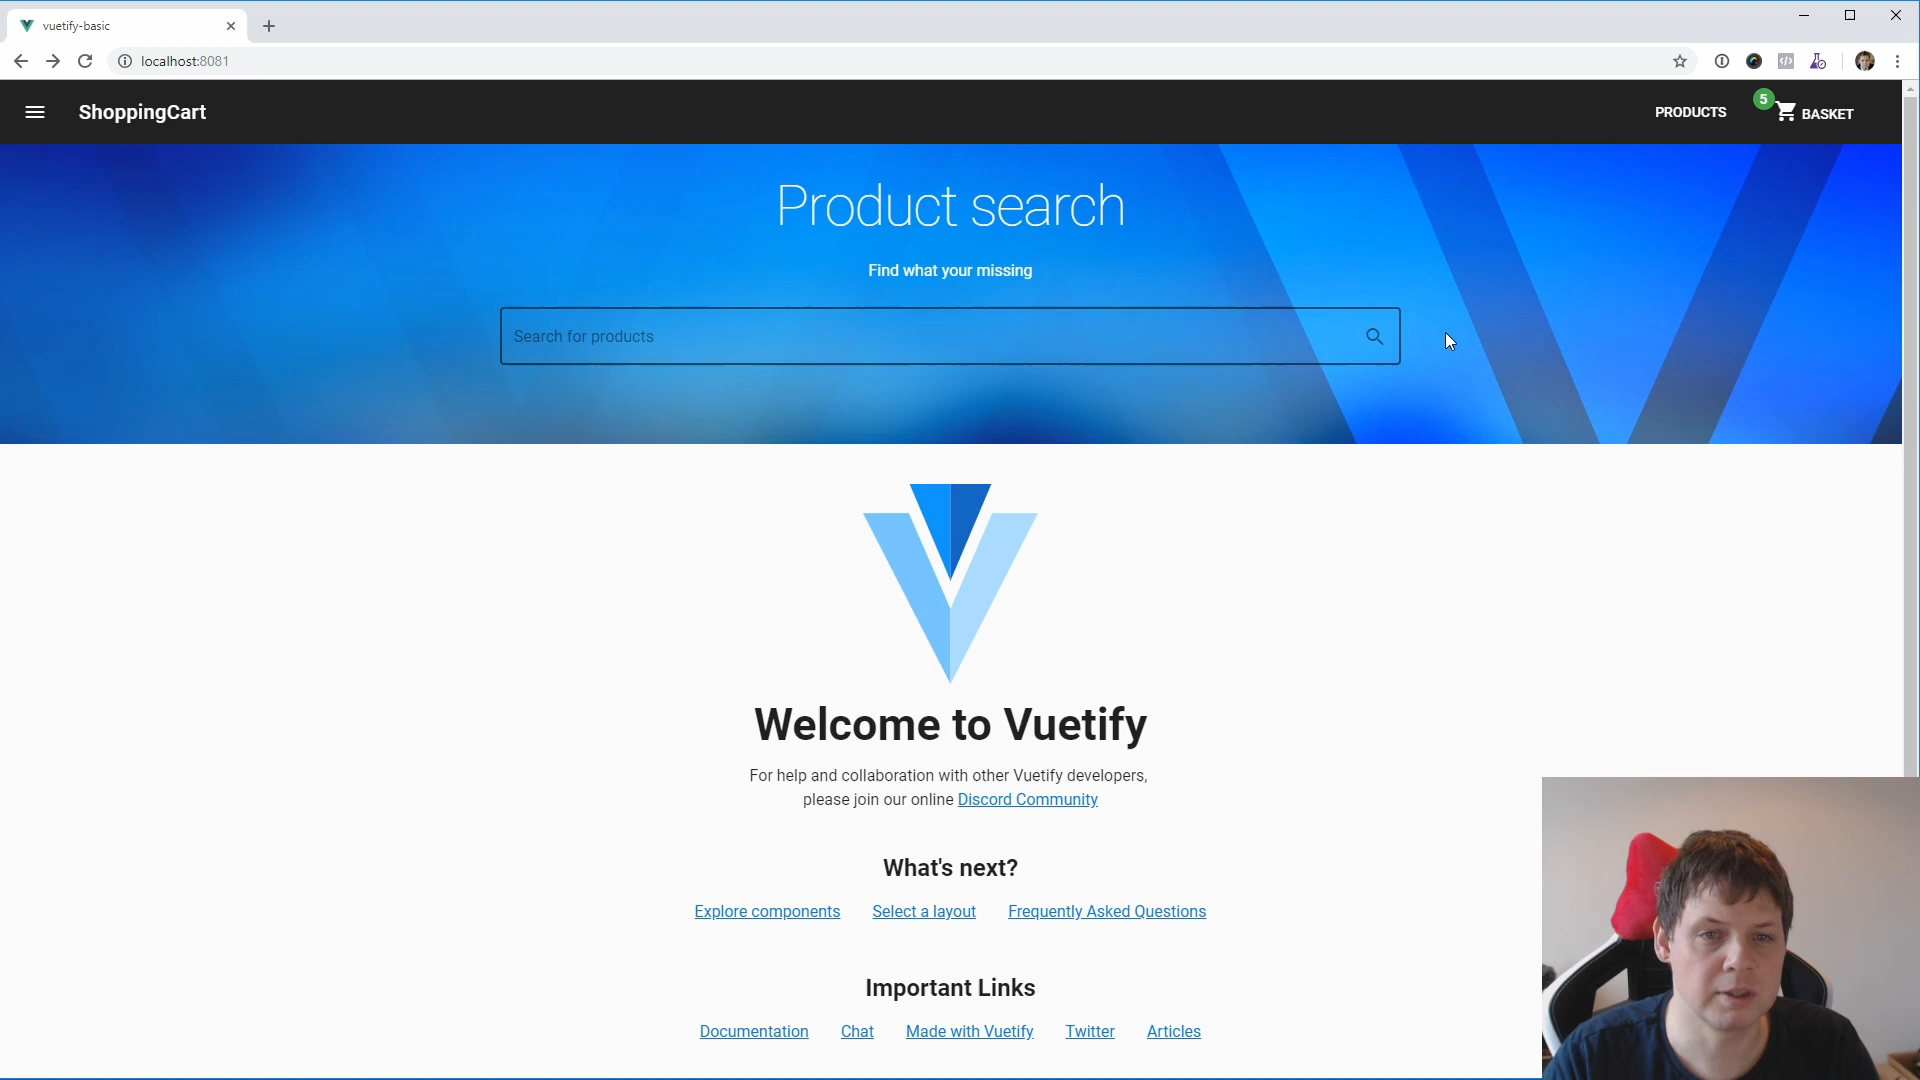 vuetify-basic
localhost:8081
ShoppingCart
PRODUCTS
5
BASKET
Product search
Find what your missing
Search for products
Welcome to Vuetify
For help and collaboration with other Vuetify developers,
please join our online Discord Community
What's next?
Explore components Select a layout Frequently Asked Questions
Important Links
Documentation Chat Made with Vuetify Twitter Articles